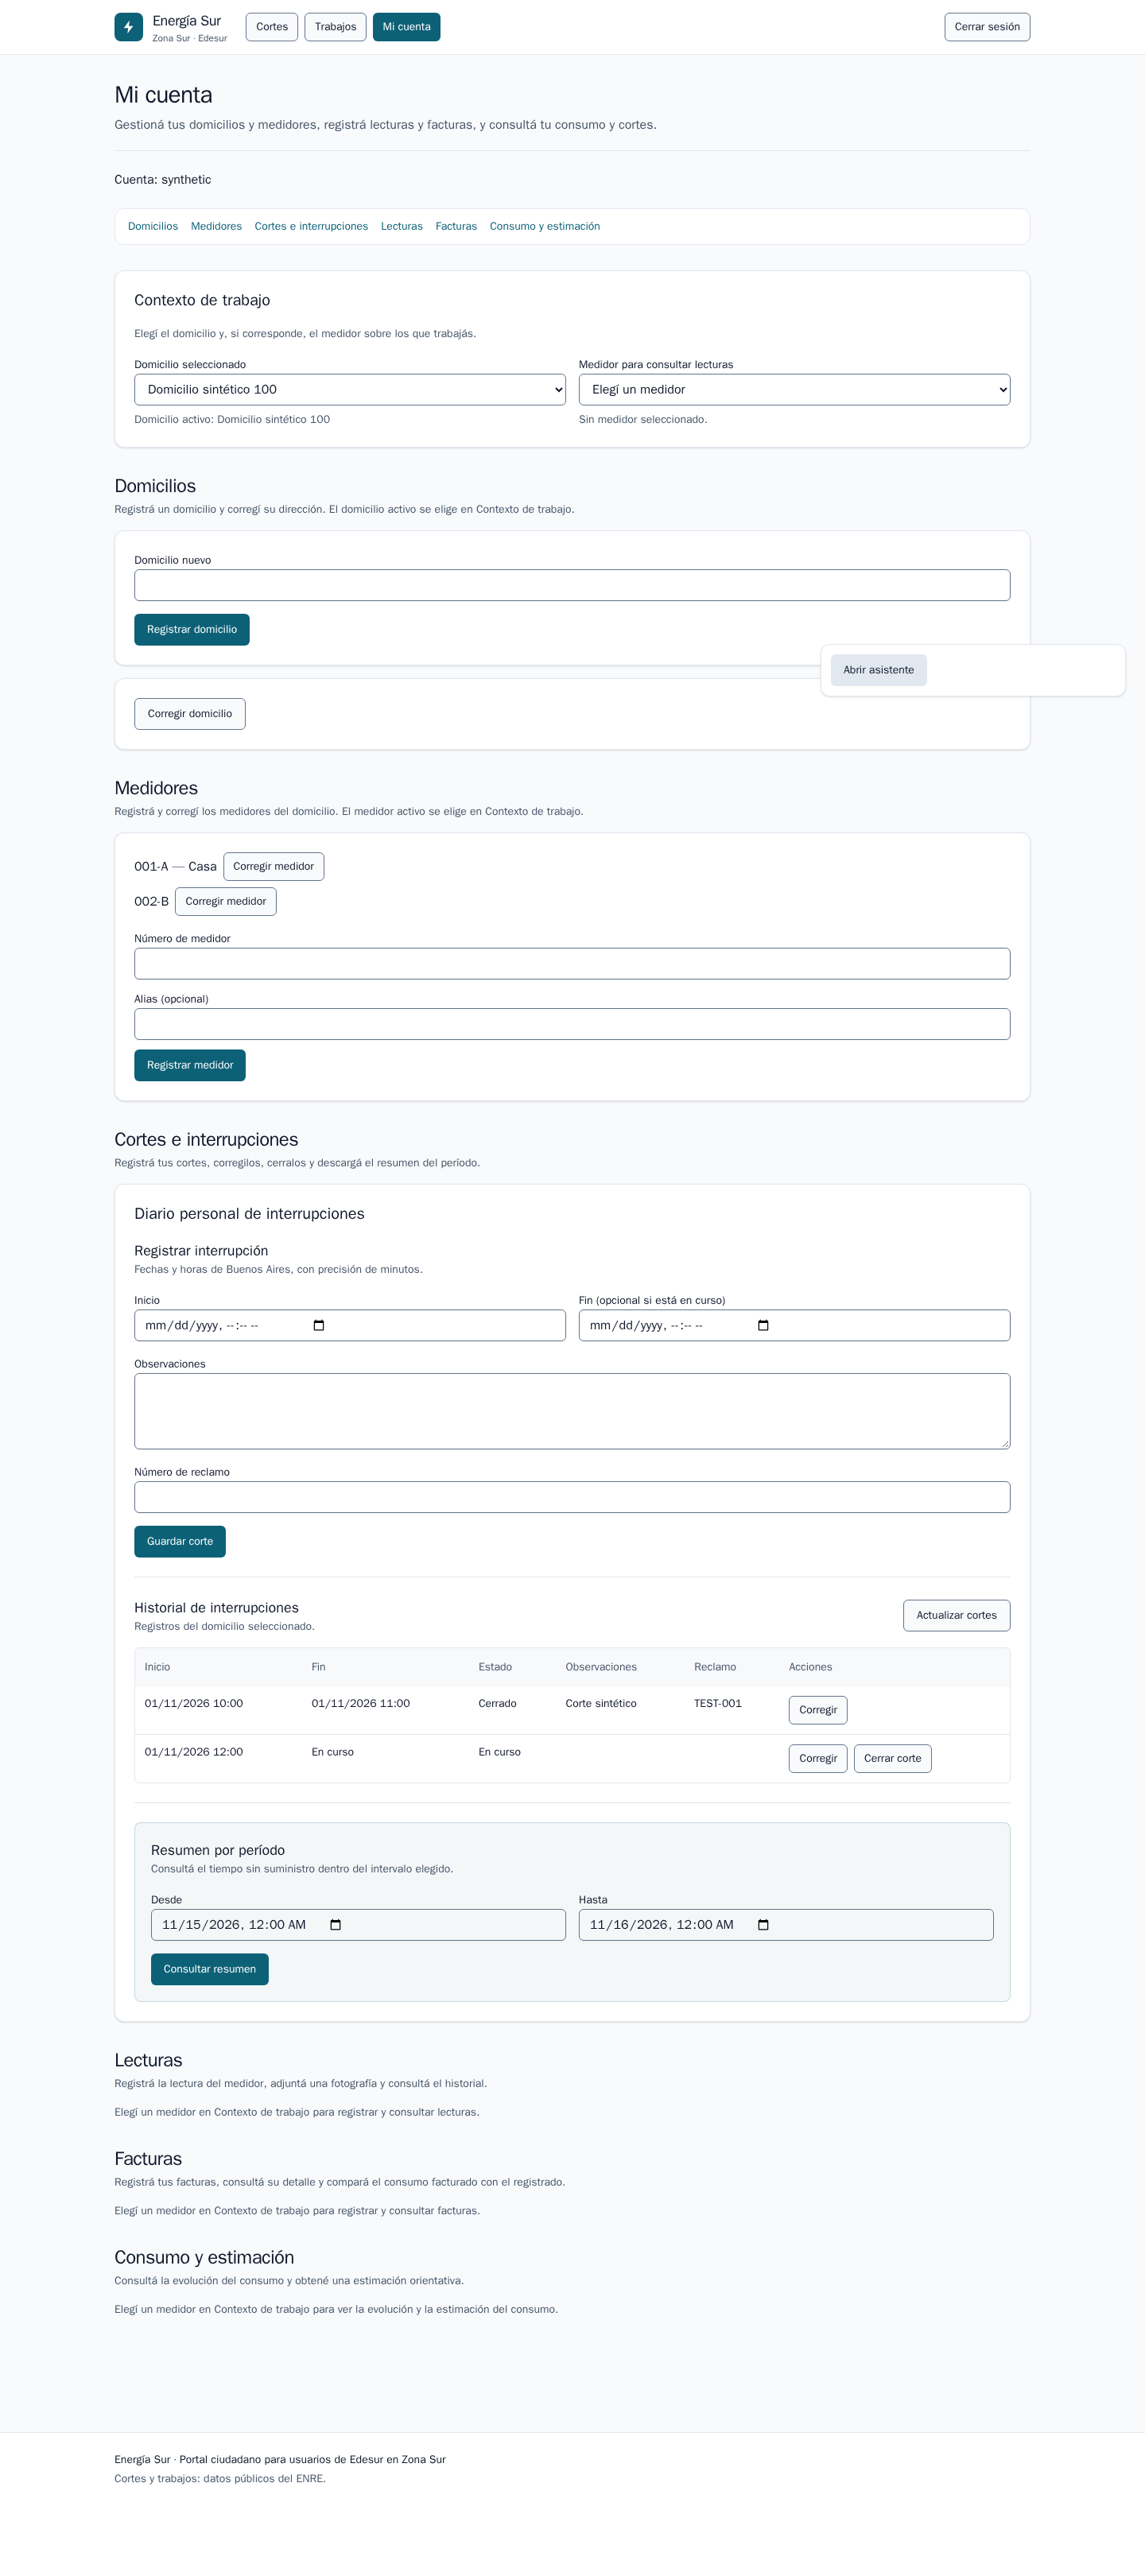 Energía Sur
Zona Sur · Edesur
Cortes
Trabajos
Mi cuenta
Cerrar sesión
Mi cuenta
Gestioná tus domicilios y medidores, registrá lecturas y facturas, y consultá tu consumo y cortes.
Cuenta: synthetic
Domicilios Medidores Cortes e interrupciones Lecturas Facturas Consumo y estimación
Contexto de trabajo
Elegí el domicilio y, si corresponde, el medidor sobre los que trabajás.
Domicilio seleccionado
Domicilio sintético 100
Domicilio activo: Domicilio sintético 100
Medidor para consultar lecturas
Elegí un medidor
Sin medidor seleccionado.
Domicilios
Registrá un domicilio y corregí su dirección. El domicilio activo se elige en Contexto de trabajo.
Domicilio nuevo
Registrar domicilio
Abrir asistente
Corregir domicilio
Medidores
Registrá y corregí los medidores del domicilio. El medidor activo se elige en Contexto de trabajo.
001-A — Casa Corregir medidor
002-B Corregir medidor
Número de medidor
Alias (opcional)
Registrar medidor
Cortes e interrupciones
Registrá tus cortes, corregilos, cerralos y descargá el resumen del período.
Diario personal de interrupciones
Registrar interrupción
Fechas y horas de Buenos Aires, con precisión de minutos.
Inicio
mm/dd/yyyy, --:-- --
Fin (opcional si está en curso)
mm/dd/yyyy, --:-- --
Observaciones
Número de reclamo
Guardar corte
Historial de interrupciones
Registros del domicilio seleccionado.
Actualizar cortes
Inicio Fin Estado Observaciones Reclamo Acciones
01/11/2026 10:00 01/11/2026 11:00 Cerrado Corte sintético TEST-001 Corregir
01/11/2026 12:00 En curso En curso Corregir Cerrar corte
Resumen por período
Consultá el tiempo sin suministro dentro del intervalo elegido.
Desde
11/15/2026, 12:00 AM
Hasta
11/16/2026, 12:00 AM
Consultar resumen
Lecturas
Registrá la lectura del medidor, adjuntá una fotografía y consultá el historial.
Elegí un medidor en Contexto de trabajo para registrar y consultar lecturas.
Facturas
Registrá tus facturas, consultá su detalle y compará el consumo facturado con el registrado.
Elegí un medidor en Contexto de trabajo para registrar y consultar facturas.
Consumo y estimación
Consultá la evolución del consumo y obtené una estimación orientativa.
Elegí un medidor en Contexto de trabajo para ver la evolución y la estimación del consumo.
Energía Sur · Portal ciudadano para usuarios de Edesur en Zona Sur
Cortes y trabajos: datos públicos del ENRE.